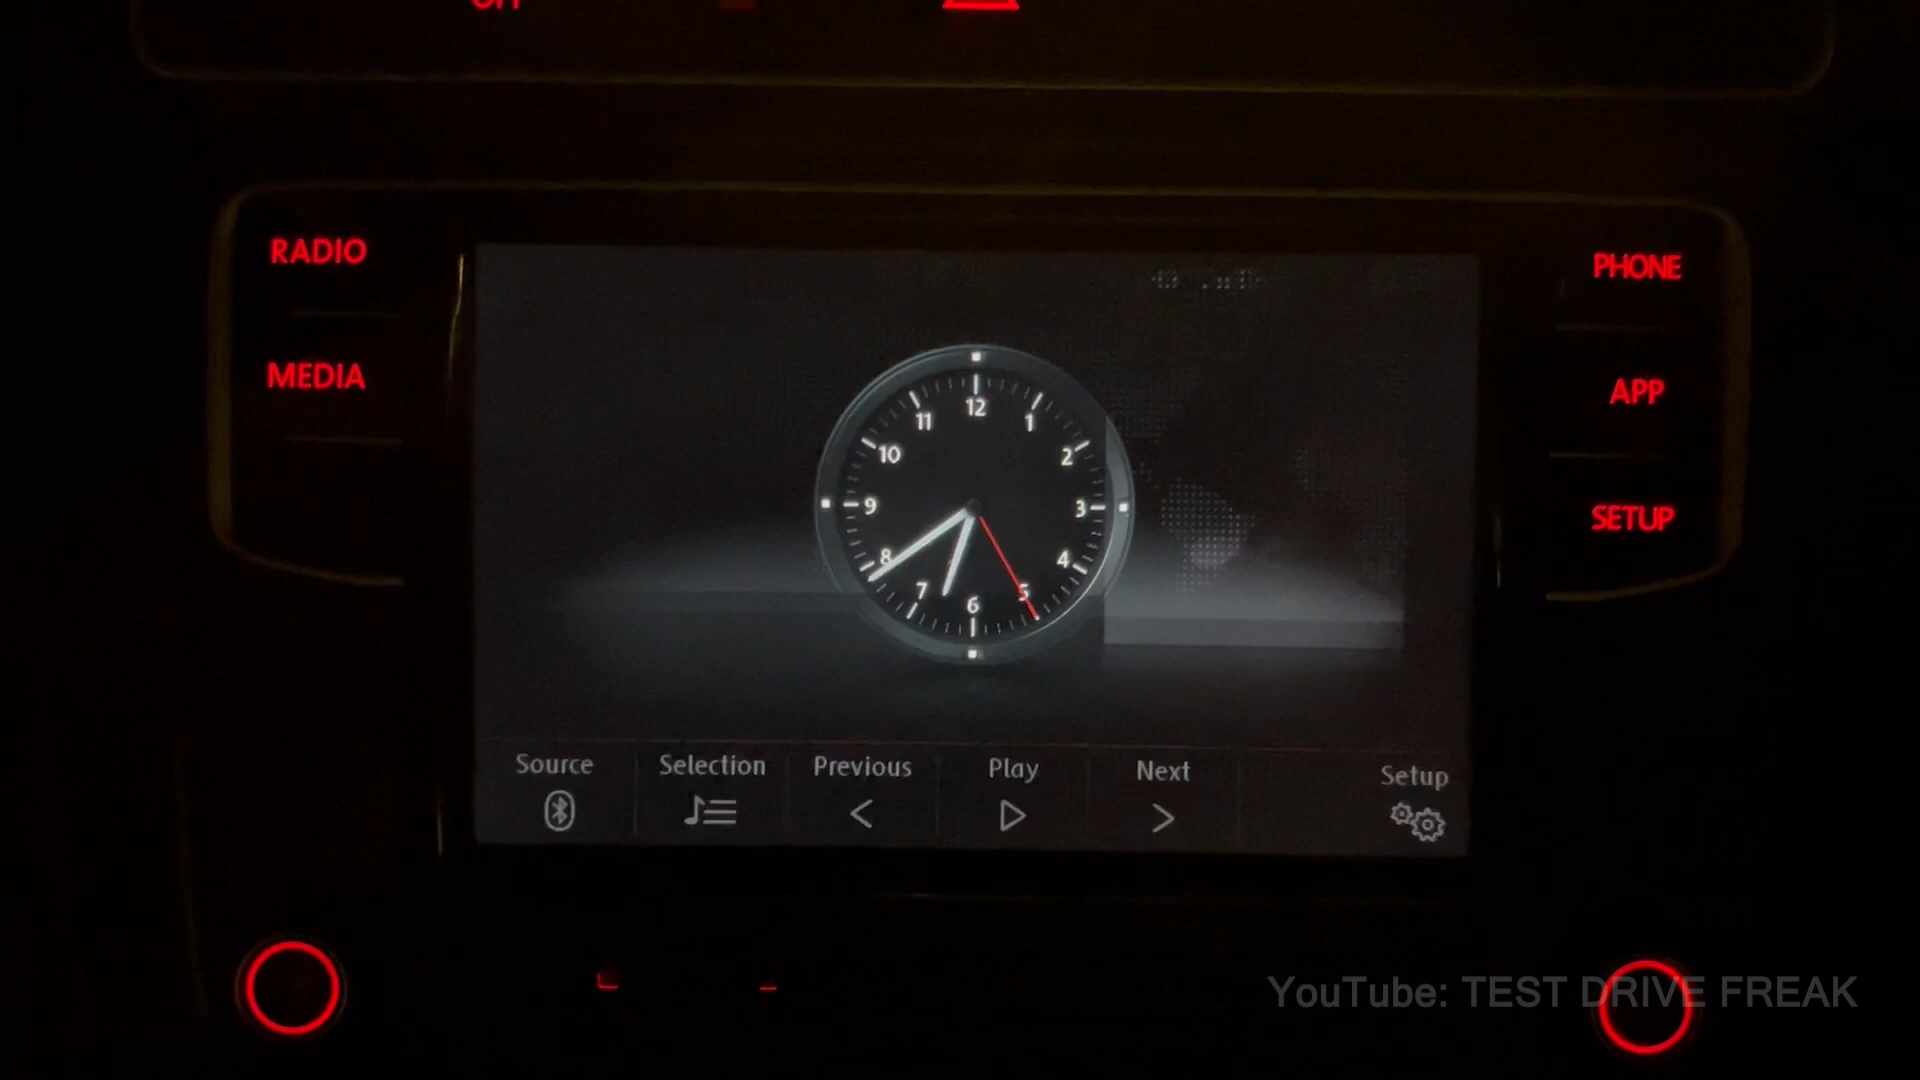 OFF
RADIO
PHONE
MEDIA
APP
SETUP
12
1
2
3
4
5
6
7
8
9
10
11
Source
Selection
Previous
Play
Next
Setup
YouTube: TEST DRIVE FREAK